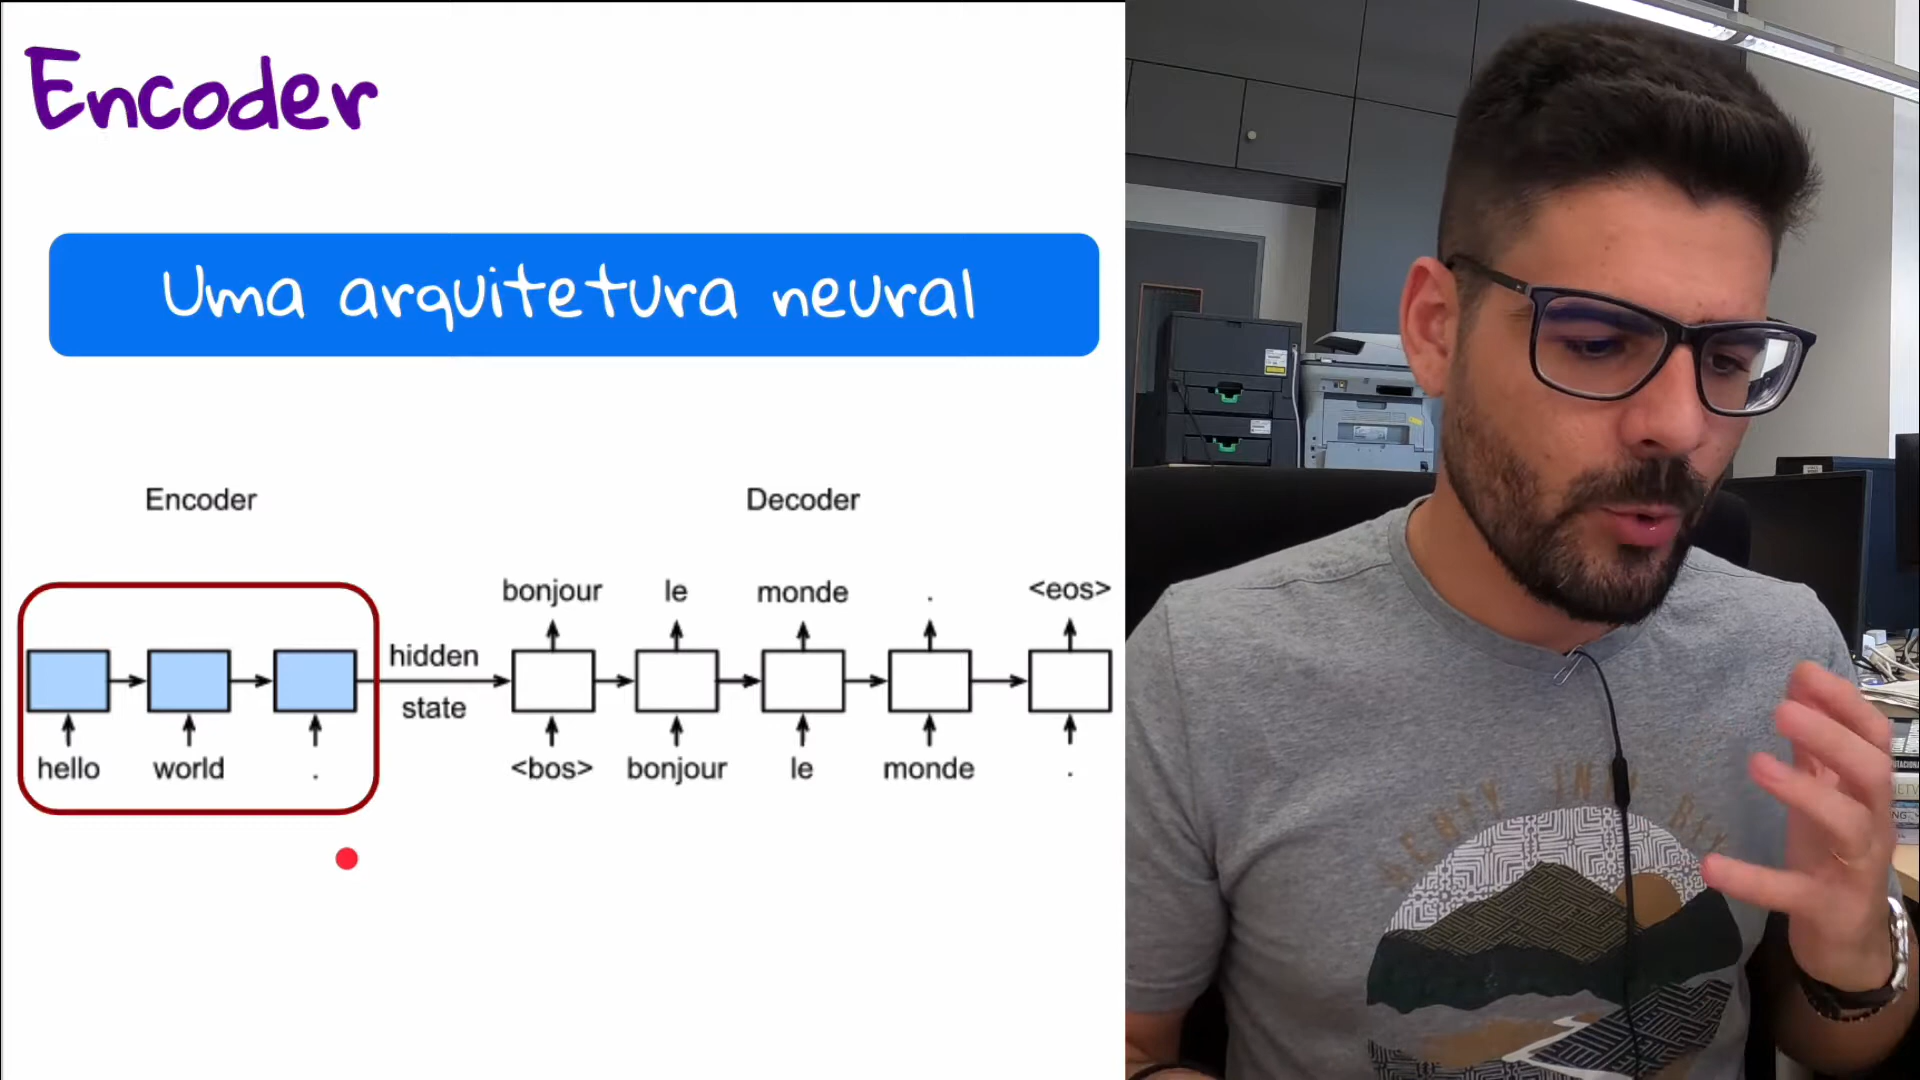 Encoder
Uma arquitetura neural
Encoder Decoder
bonjour le monde . <eos>
hidden
state
hello world . <bos> bonjour le monde .